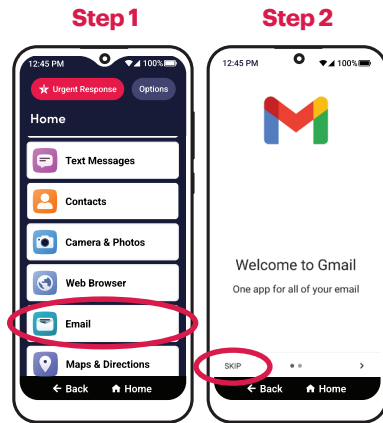 Step 1
12:45 PM
100%
Urgent Response
Options
Home
Text Messages
Contacts
Camera & Photos
Web Browser
Email
Maps & Directions
Back
Home
Step 2
12:45 PM
100%
Welcome to Gmail
One app for all of your email
SKIP
Back
Home